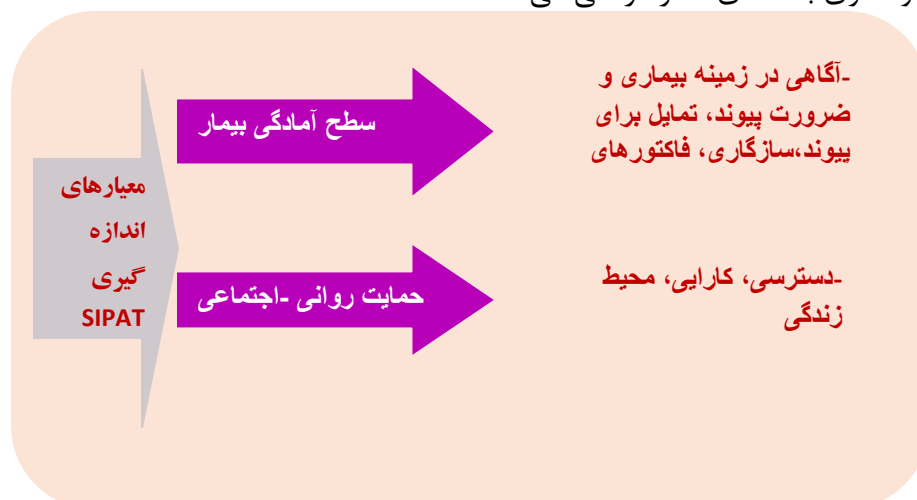 -آگاهی در زمینه بیماری و
ضرورت پیوند، تمایل برای
پیوند،سازگاری، فاکتورهای
سطح آمادگی بیمار
معیارهای
اندازه
گیری
SIPAT
حمایت روانی -اجتماعی
-دسترسی، کارایی، محیط
زندگی